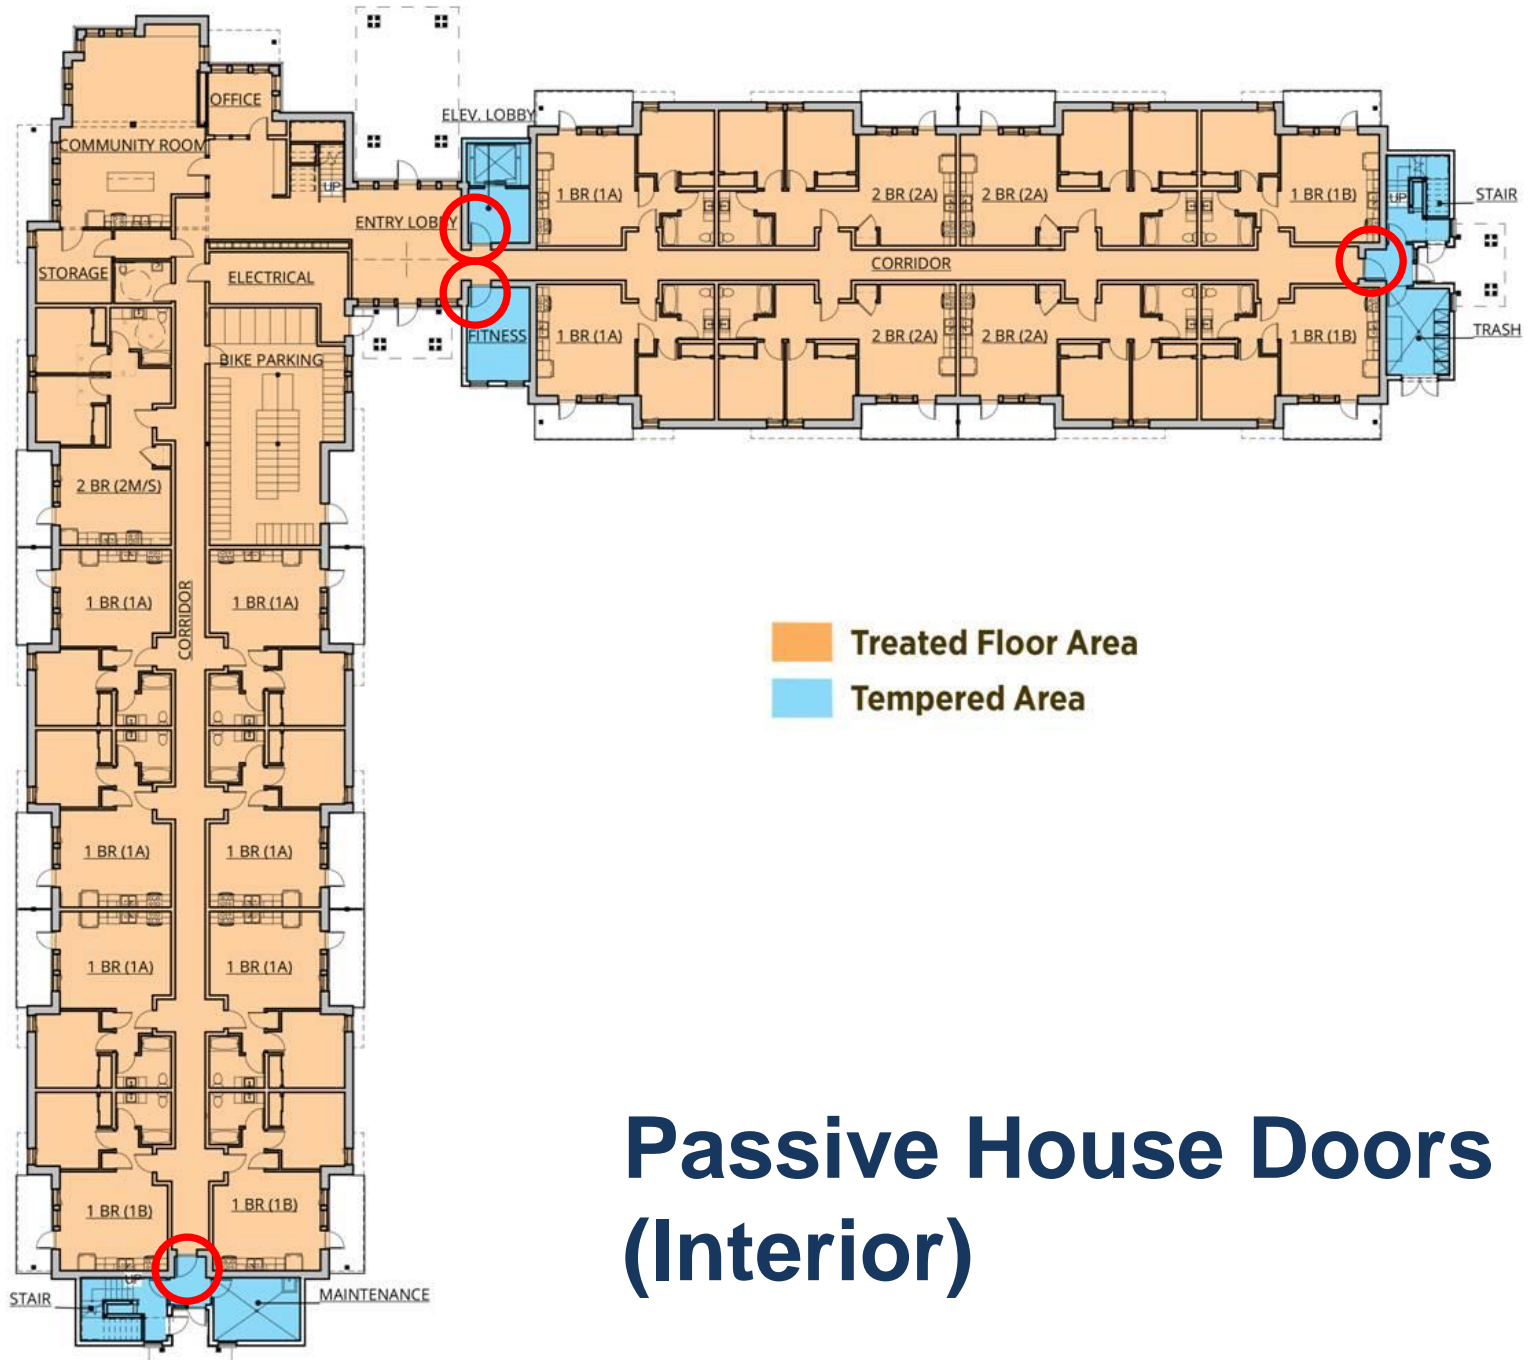 OFFICE
ELEV. LOBBY
COMMUNITY ROOM
UP
1 BR (1A)
2 BR (2A)
2 BR (2A)
1 BR (1B)
UP
STAIR
ENTRY LOBBY
CORRIDOR
STORAGE
ELECTRICAL
FITNESS
1 BR (1A)
2 BR (2A)
2 BR (2A)
1 BR (1B)
TRASH
BIKE PARKING
2 BR (2M/S)
CORRIDOR
1 BR (1A)
1 BR (1A)
Treated Floor Area
Tempered Area
1 BR (1A)
1 BR (1A)
1 BR (1A)
1 BR (1A)
1 BR (1B)
1 BR (1B)
UP
STAIR
MAINTENANCE
Passive House Doors
(Interior)